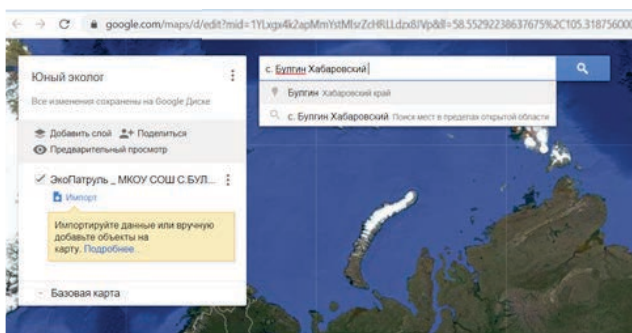 google.com/maps/d/edit?mid=1YLxgx4k2apMmYstMlsrZcHRLLdzx8JVp&ll=58.55292238637675%2C105.318756000
Юный эколог
Все изменения сохранены на Google Диске
Добавить слой Поделиться
Предварительный просмотр
ЭкоПатруль _ МКОУ СОШ С.БУЛ...
Импорт
Импортируйте данные или вручную
добавьте объекты на
карту. Подробнее...
Базовая карта
с. Булгин Хабаровский
Булгин Хабаровский край
с. Булгин Хабаровский Поиск мест в пределах открытой области